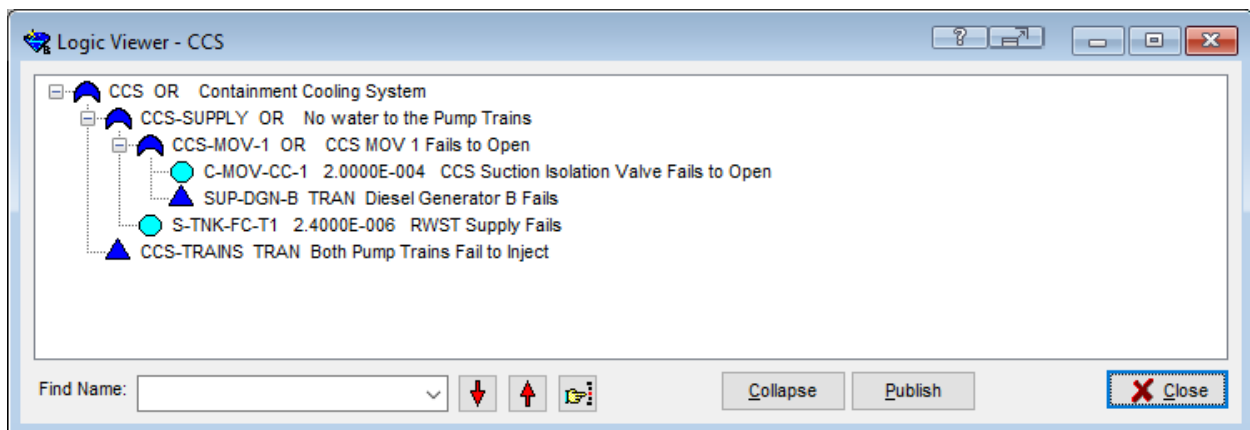 Logic Viewer - CCS
CCS OR Containment Cooling System
CCS-SUPPLY OR No water to the Pump Trains
CCS-MOV-1 OR CCS MOV 1 Fails to Open
C-MOV-CC-1 2.0000E-004 CCS Suction Isolation Valve Fails to Open
SUP-DGN-B TRAN Diesel Generator B Fails
S-TNK-FC-T1 2.4000E-006 RWST Supply Fails
CCS-TRAINS TRAN Both Pump Trains Fail to Inject
Find Name: Collapse Publish Close